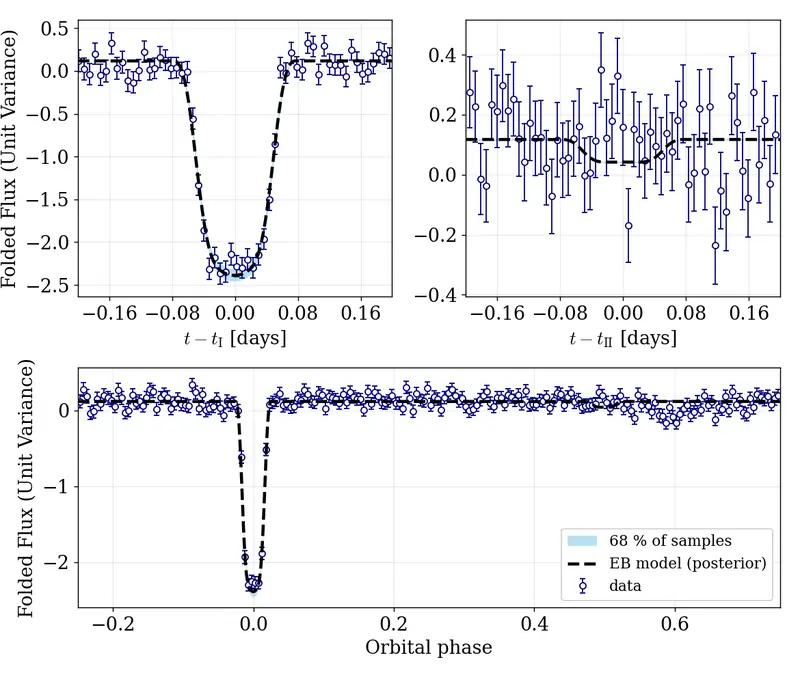 Folded Flux (Unit Variance)
0.5
0.0
−0.5
−1.0
−1.5
−2.0
−2.5
−0.16 −0.08 0.00 0.08 0.16
t − t_I [days]
0.4
0.2
0.0
−0.2
−0.4
−0.16 −0.08 0.00 0.08 0.16
t − t_II [days]
Folded Flux (Unit Variance)
0
−1
−2
68 % of samples
EB model (posterior)
data
−0.2 0.0 0.2 0.4 0.6
Orbital phase